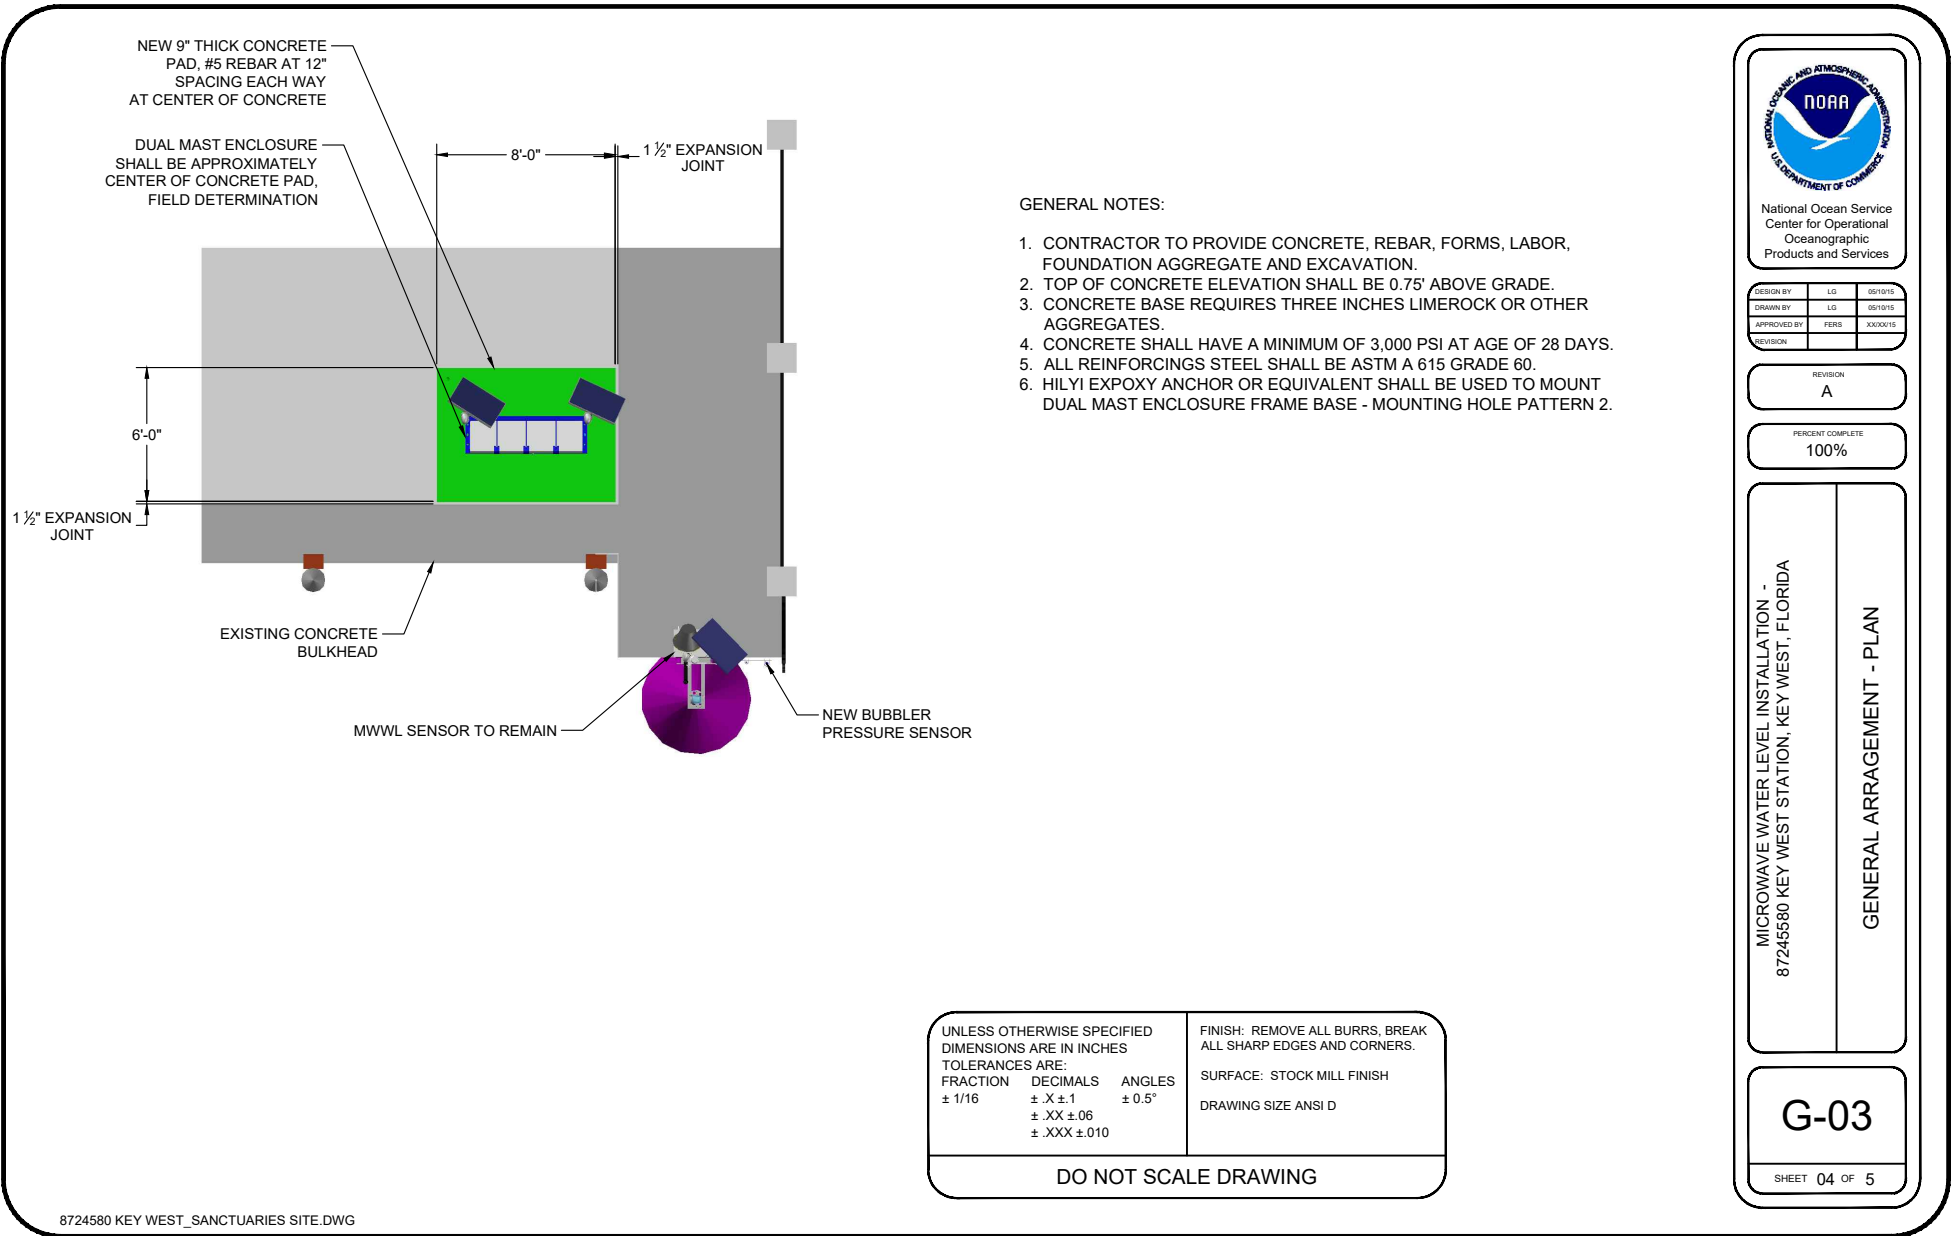 NEW 9" THICK CONCRETE
PAD, #5 REBAR AT 12"
SPACING EACH WAY
AT CENTER OF CONCRETE
DUAL MAST ENCLOSURE
SHALL BE APPROXIMATELY
CENTER OF CONCRETE PAD,
FIELD DETERMINATION
8'-0"
1 ½" EXPANSION
JOINT
6'-0"
1 ½" EXPANSION
JOINT
EXISTING CONCRETE
BULKHEAD
MWWL SENSOR TO REMAIN
NEW BUBBLER
PRESSURE SENSOR
GENERAL NOTES:
1. CONTRACTOR TO PROVIDE CONCRETE, REBAR, FORMS, LABOR,
FOUNDATION AGGREGATE AND EXCAVATION.
2. TOP OF CONCRETE ELEVATION SHALL BE 0.75' ABOVE GRADE.
3. CONCRETE BASE REQUIRES THREE INCHES LIMEROCK OR OTHER
AGGREGATES.
4. CONCRETE SHALL HAVE A MINIMUM OF 3,000 PSI AT AGE OF 28 DAYS.
5. ALL REINFORCINGS STEEL SHALL BE ASTM A 615 GRADE 60.
6. HILYI EXPOXY ANCHOR OR EQUIVALENT SHALL BE USED TO MOUNT
DUAL MAST ENCLOSURE FRAME BASE - MOUNTING HOLE PATTERN 2.
UNLESS OTHERWISE SPECIFIED
DIMENSIONS ARE IN INCHES
TOLERANCES ARE:
FRACTION DECIMALS ANGLES
± 1/16 ± .X ±.1 ± 0.5°
± .XX ±.06
± .XXX ±.010
FINISH: REMOVE ALL BURRS, BREAK
ALL SHARP EDGES AND CORNERS.
SURFACE: STOCK MILL FINISH
DRAWING SIZE ANSI D
DO NOT SCALE DRAWING
8724580 KEY WEST_SANCTUARIES SITE.DWG
NATIONAL OCEANIC AND ATMOSPHERIC ADMINISTRATION
NOAA
U.S. DEPARTMENT OF COMMERCE
National Ocean Service
Center for Operational
Oceanographic
Products and Services
DESIGN BY LG 05/10/15
DRAWN BY LG 05/10/15
APPROVED BY FERS XX/XX/15
REVISION
REVISION
A
PERCENT COMPLETE
100%
MICROWAVE WATER LEVEL INSTALLATION -
87245580 KEY WEST STATION, KEY WEST, FLORIDA
GENERAL ARRAGEMENT - PLAN
G-03
SHEET 04 OF 5